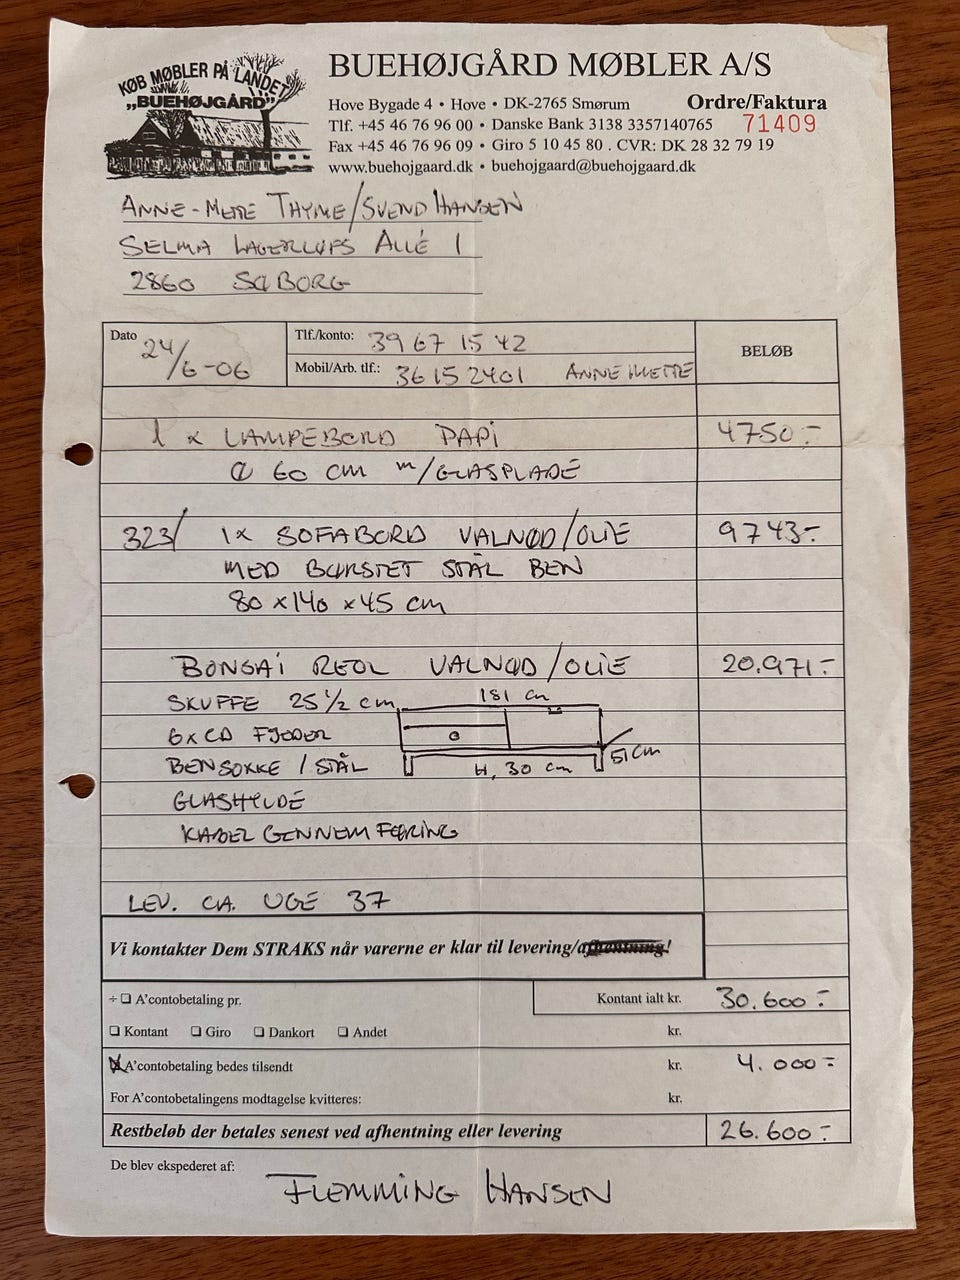 KØB MØBLER PÅ LANDET
„BUEHØJGÅRD”
BUEHØJGÅRD MØBLER A/S
Hove Bygade 4 • Hove • DK-2765 Smørum
Ordre/Faktura
Tlf. +45 46 76 96 00 • Danske Bank 3138 3357140765
71409
Fax +45 46 76 96 09 • Giro 5 10 45 80 . CVR: DK 28 32 79 19
www.buehojgaard.dk • buehojgaard@buehojgaard.dk
ANNE-METTE THYME/SVEND HANSEN
SELMA LAGERLØFS ALLÉ 1
2860 SØBORG
Dato 24/6-06
Tlf./konto: 39 67 15 42
BELØB
Mobil/Arb. tlf.: 36 15 2401 ANNE METTE
1 x LAMPEBORD PAPI 4750.-
Ø 60 CM m/GLASPLADE
323/ 1x SOFABORD VALNØD/OLIE 9743.-
MED BØRSTET STÅL BEN
80 x 140 x 45 cm
BONSAI REOL VALNØD/OLIE 20.971.-
SKUFFE 25 ½ cm 181 cm
6xCD FJEDER
BENSOKKE / STÅL H. 30 cm 51 cm
GLASHYLDE
KABEL GENNEMFØRING
LEV. CA. UGE 37
Vi kontakter Dem STRAKS når varerne er klar til levering/afhentning!
÷ ☐ A'contobetaling pr. Kontant ialt kr. 30.600.-
☐ Kontant ☐ Giro ☐ Dankort ☐ Andet kr.
☒ A'contobetaling bedes tilsendt kr. 4.000.-
For A'contobetalingens modtagelse kvitteres: kr.
Restbeløb der betales senest ved afhentning eller levering 26.600.-
De blev ekspederet af: FLEMMING HANSEN